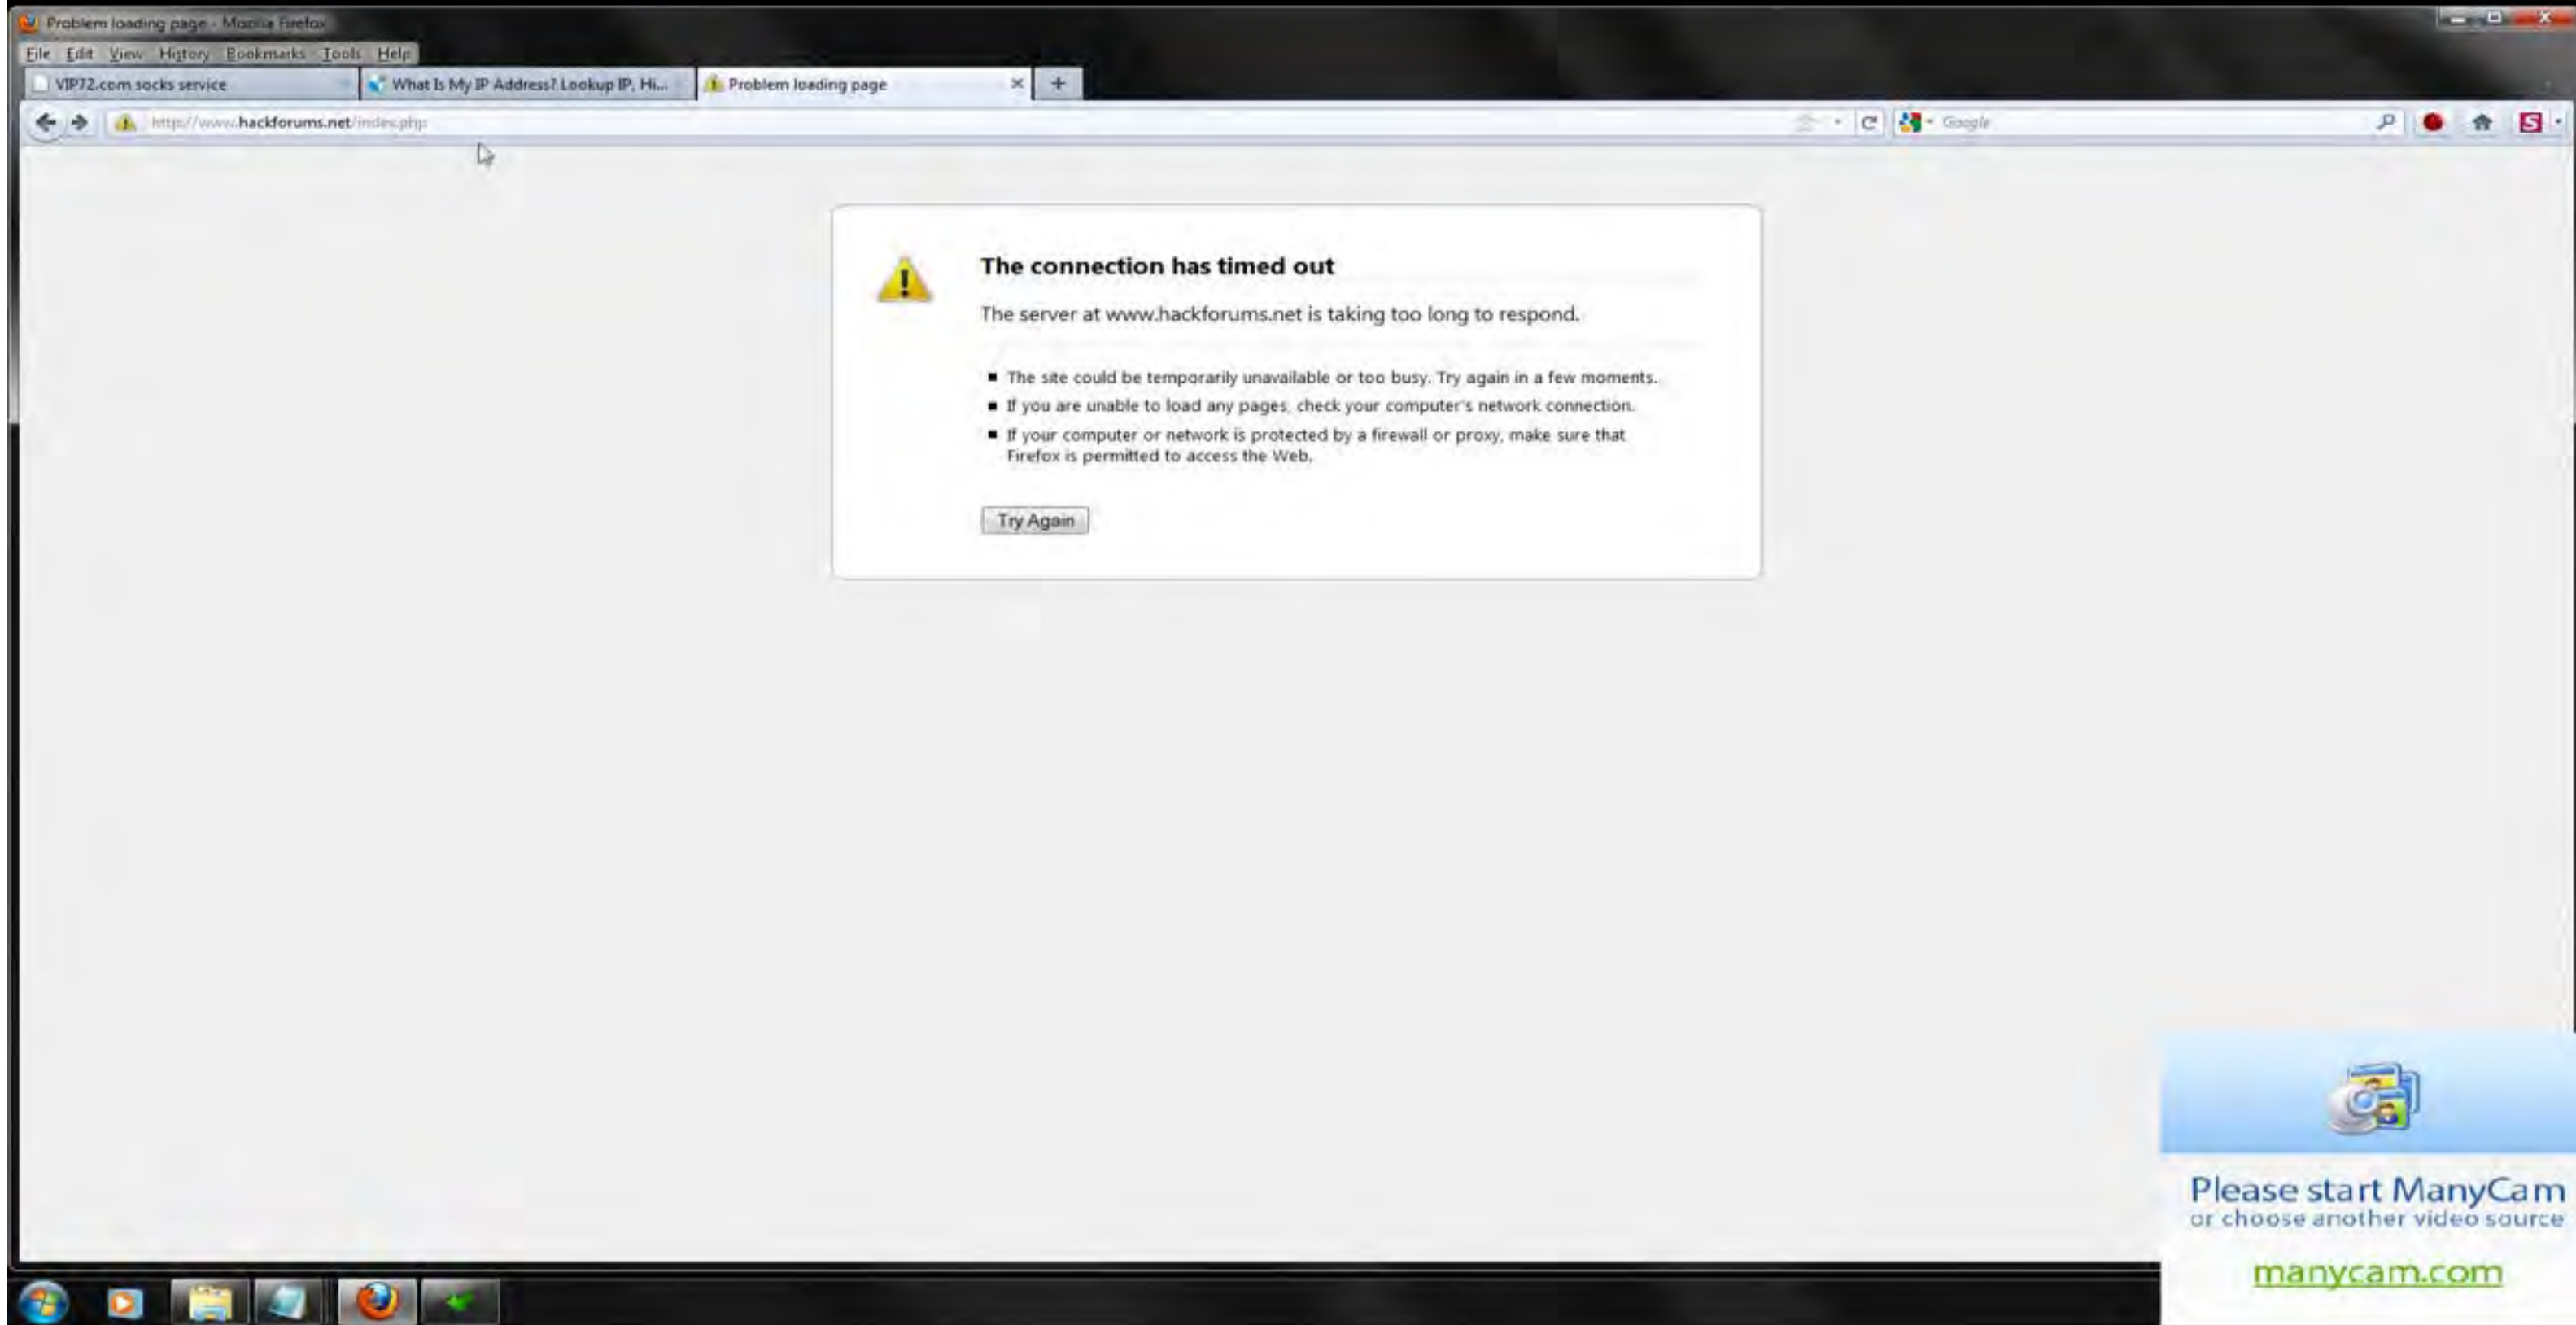 Problem loading page - Mozilla Firefox
File Edit View History Bookmarks Tools Help
VIP72.com socks service
What Is My IP Address? Lookup IP, Hi...
Problem loading page
http://www.hackforums.net/index.php
Google
The connection has timed out
The server at www.hackforums.net is taking too long to respond.
The site could be temporarily unavailable or too busy. Try again in a few moments.
If you are unable to load any pages, check your computer's network connection.
If your computer or network is protected by a firewall or proxy, make sure that
Firefox is permitted to access the Web.
Try Again
Please start ManyCam
or choose another video source
manycam.com